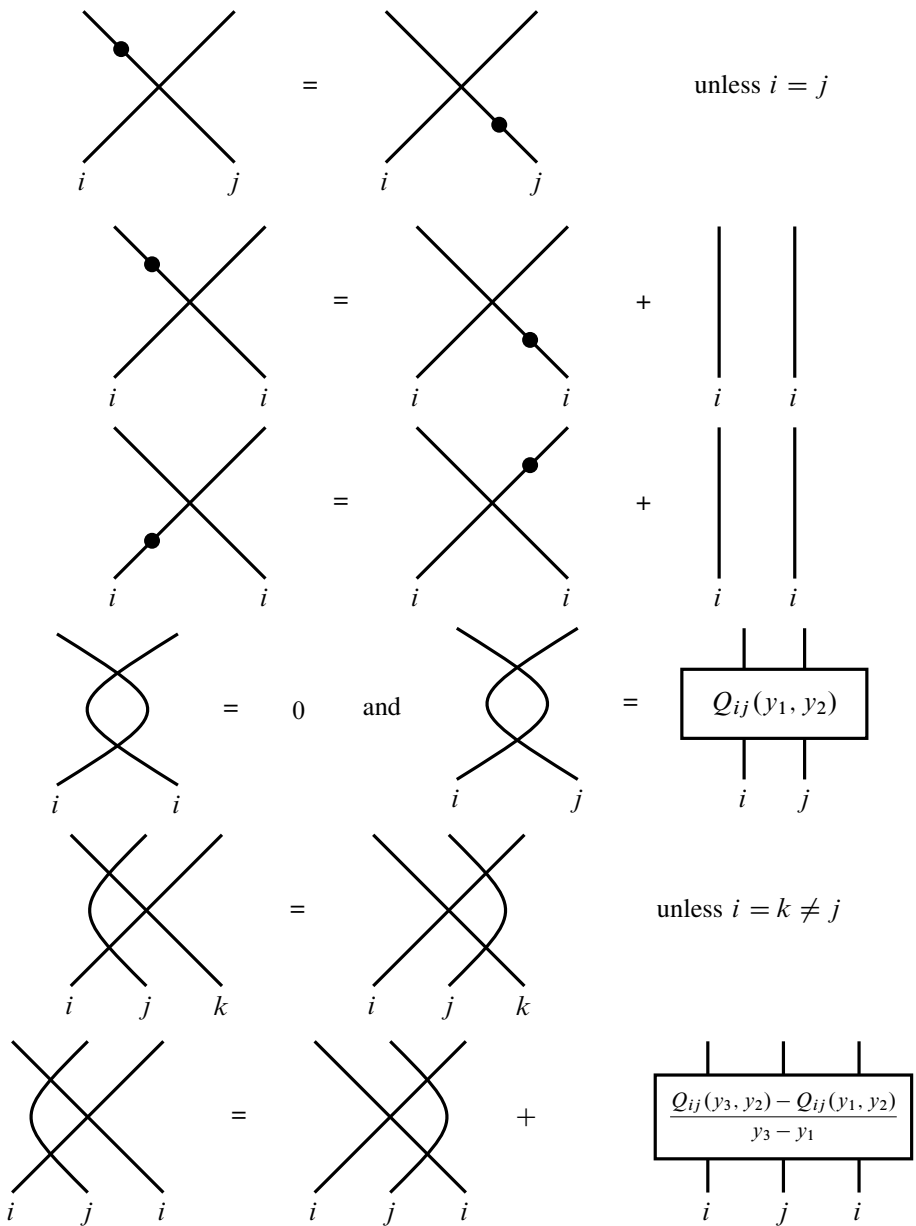 = unless i = j
i j i j
= +
i i i i i i
= +
i i i i i i
= 0 and = Q_{ij}(y_1, y_2)
i i i j i j
= unless i = k ≠ j
i j k i j k
= + \frac{Q_{ij}(y_3, y_2) - Q_{ij}(y_1, y_2)}{y_3 - y_1}
i j i i j i i j i